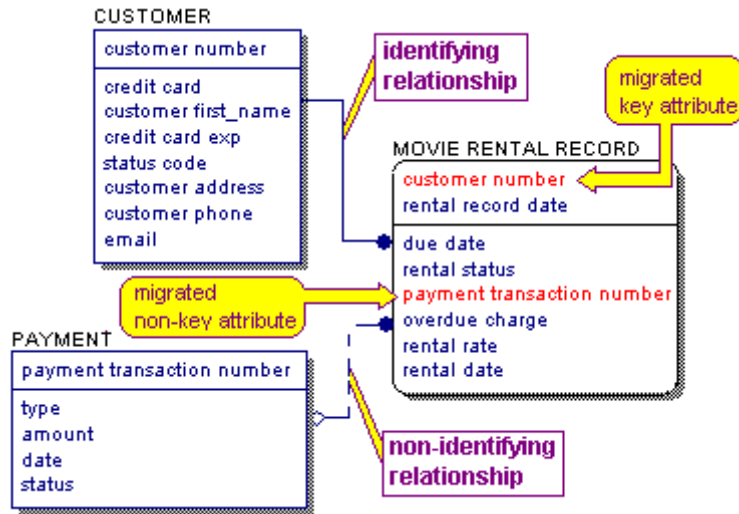 CUSTOMER
customer number
credit card
customer first_name
credit card exp
status code
customer address
customer phone
email
identifying
relationship
migrated
key attribute
MOVIE RENTAL RECORD
customer number
rental record date
due date
rental status
payment transaction number
overdue charge
rental rate
rental date
migrated
non-key attribute
PAYMENT
payment transaction number
type
amount
date
status
non-identifying
relationship